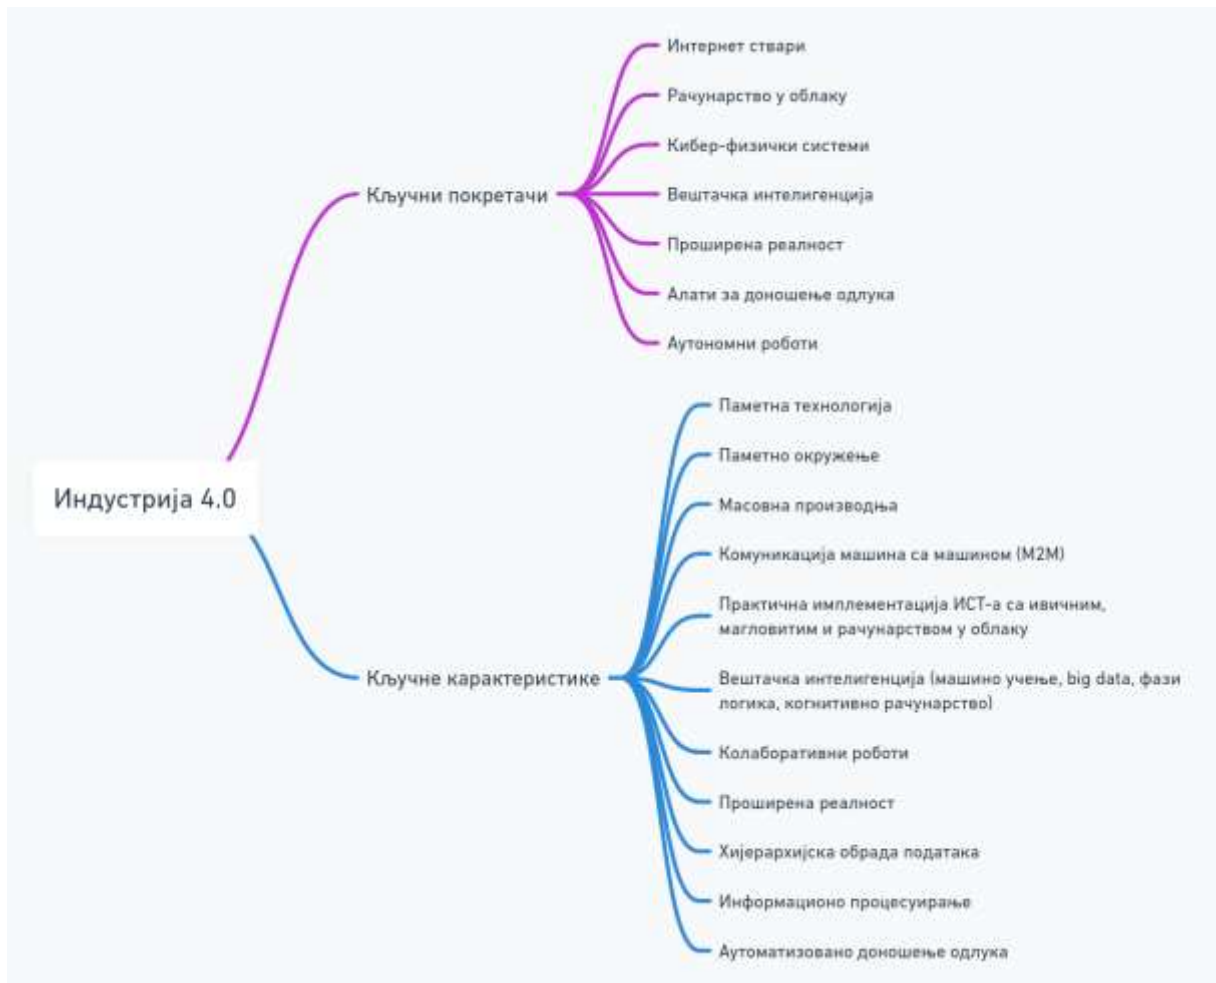 Интернет ствари
Рачунарство у облаку
Кибер-физички системи
Кључни покретачи
Вештачка интелигенција
Проширена реалност
Алати за доношење одлука
Аутономни роботи
Индустрија 4.0
Паметна технологија
Паметно окружење
Масовна производња
Комуникација машина са машином (M2M)
Практична имплементација ИСТ-а са ивичним,
магловитим и рачунарством у облаку
Кључне карактеристике
Вештачка интелигенција (машино учење, big data, фази
логика, когнитивно рачунарство)
Колаборативни роботи
Проширена реалност
Хијерархијска обрада података
Информационо процесуирање
Аутоматизовано доношење одлука